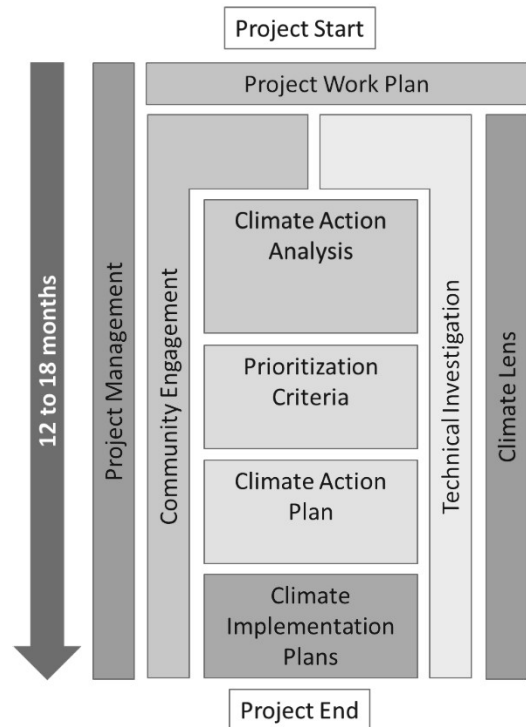 Project Start
Project Work Plan
12 to 18 months
Project Management
Community Engagement
Climate Action
Analysis
Prioritization
Criteria
Climate Action
Plan
Climate
Implementation
Plans
Technical Investigation
Climate Lens
Project End